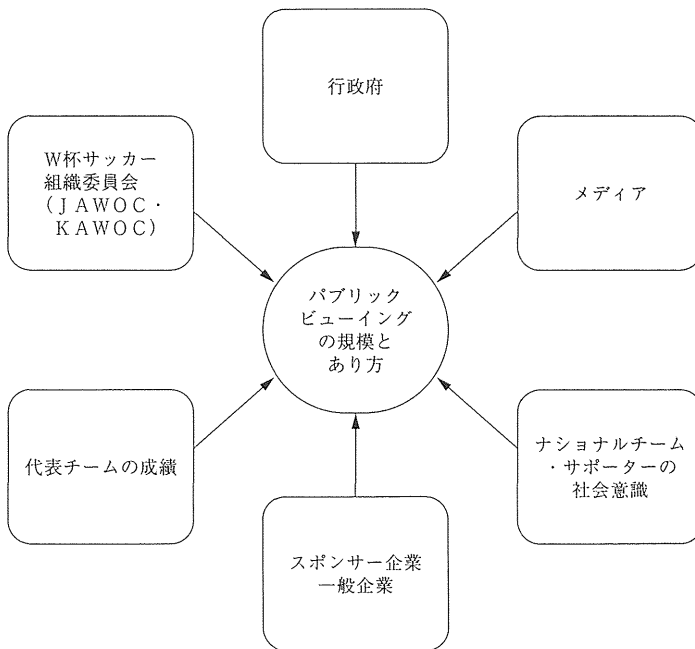 行政府
W杯サッカー
組織委員会
（JAWOC・
KAWOC）
メディア
パブリック
ビューイング
の規模と
あり方
代表チームの成績
ナショナルチーム
・サポーターの
社会意識
スポンサー企業
一般企業